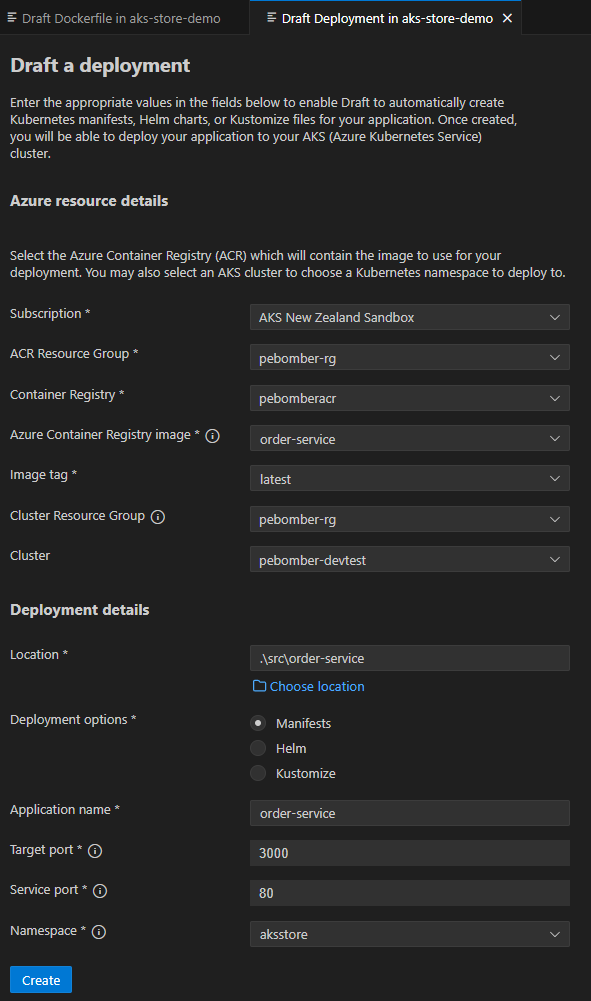 Draft Dockerfile in aks-store-demo
Draft Deployment in aks-store-demo
Draft a deployment
Enter the appropriate values in the fields below to enable Draft to automatically create
Kubernetes manifests, Helm charts, or Kustomize files for your application. Once created,
you will be able to deploy your application to your AKS (Azure Kubernetes Service)
cluster.
Azure resource details
Select the Azure Container Registry (ACR) which will contain the image to use for your
deployment. You may also select an AKS cluster to choose a Kubernetes namespace to deploy to.
Subscription * AKS New Zealand Sandbox
ACR Resource Group * pebomber-rg
Container Registry * pebomberacr
Azure Container Registry image * order-service
Image tag * latest
Cluster Resource Group pebomber-rg
Cluster pebomber-devtest
Deployment details
Location * .\src\order-service
Choose location
Deployment options * Manifests
Helm
Kustomize
Application name * order-service
Target port * 3000
Service port * 80
Namespace * aksstore
Create